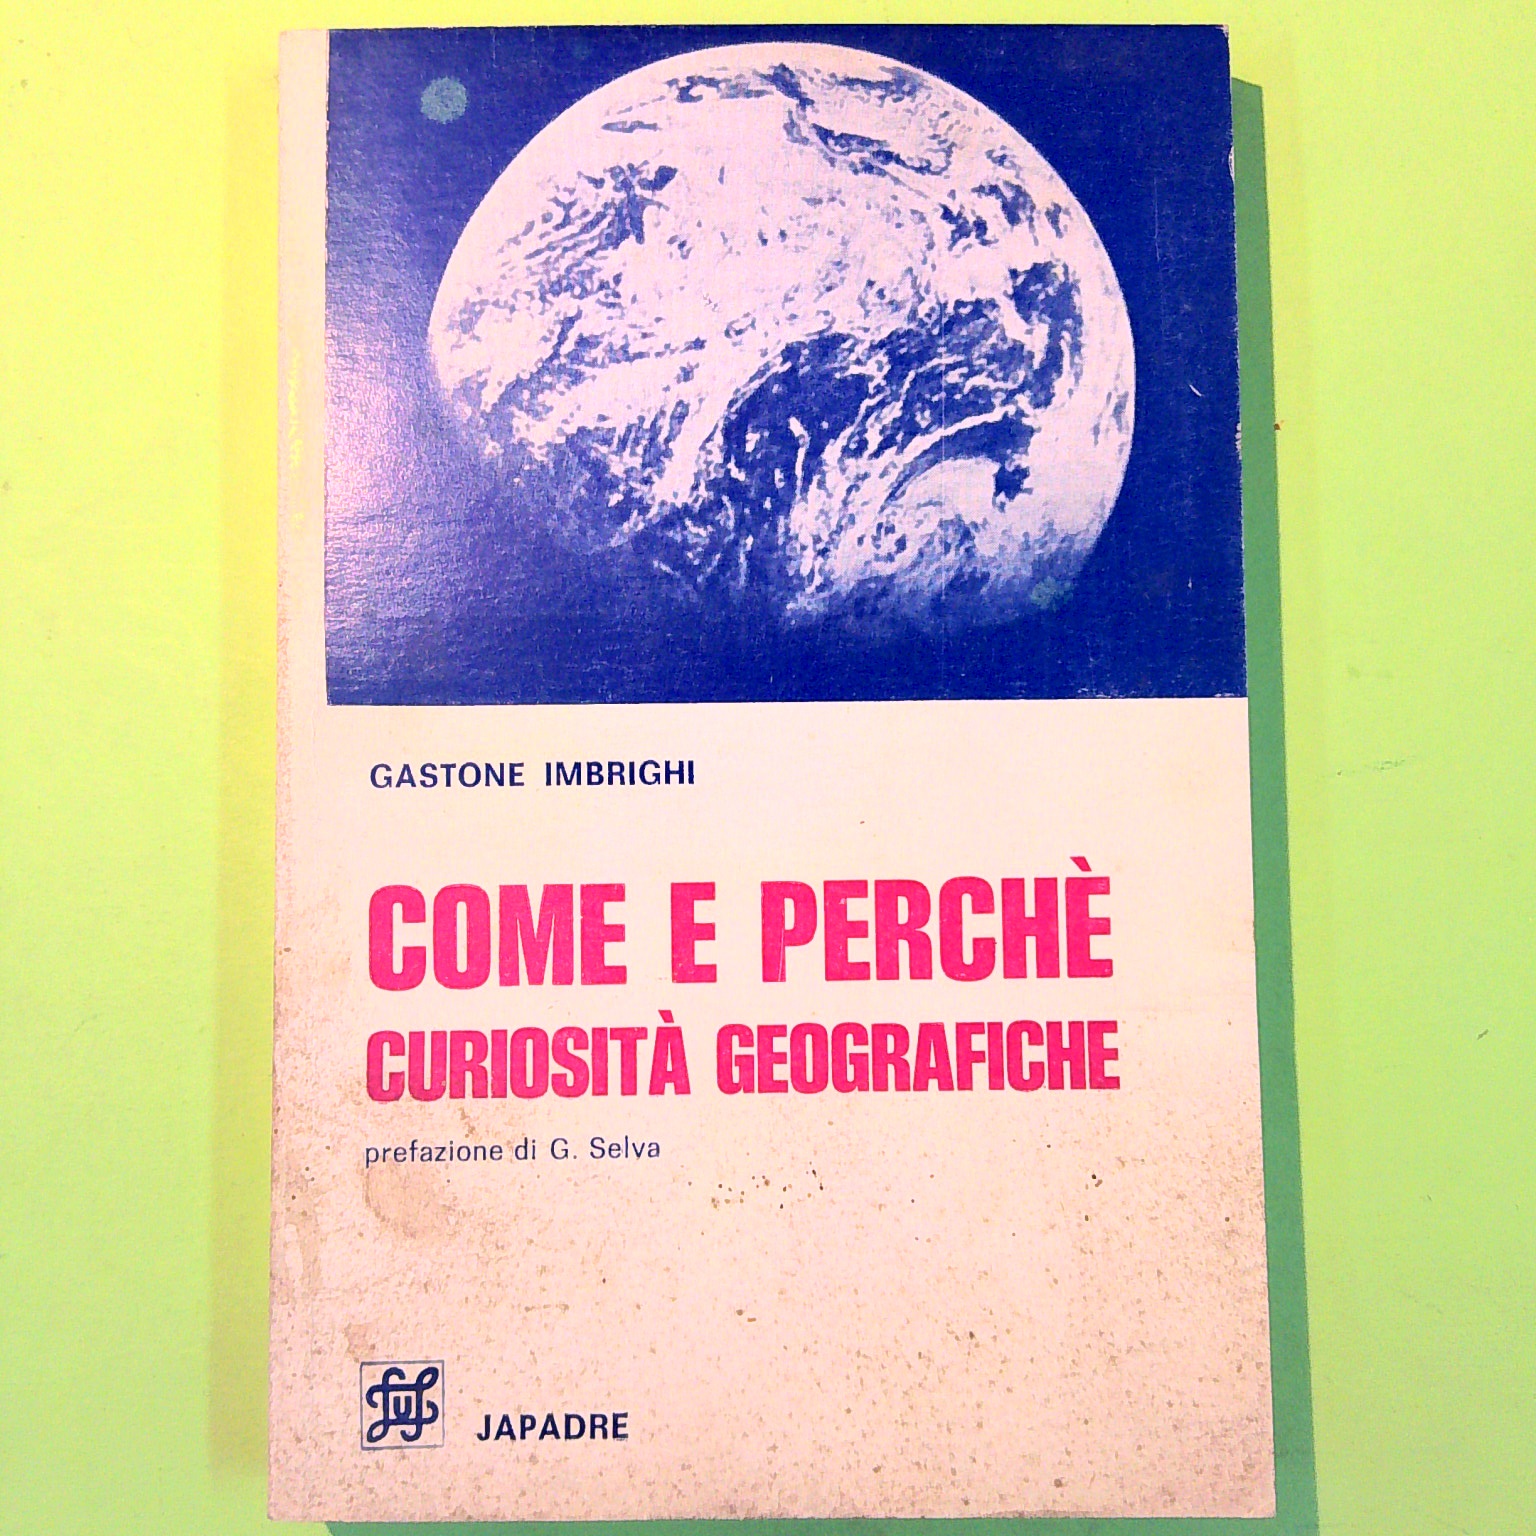 GASTONE IMBRIGHI
COME E PERCHÈ
CURIOSITÀ GEOGRAFICHE
prefazione di G. Selva
JAPADRE